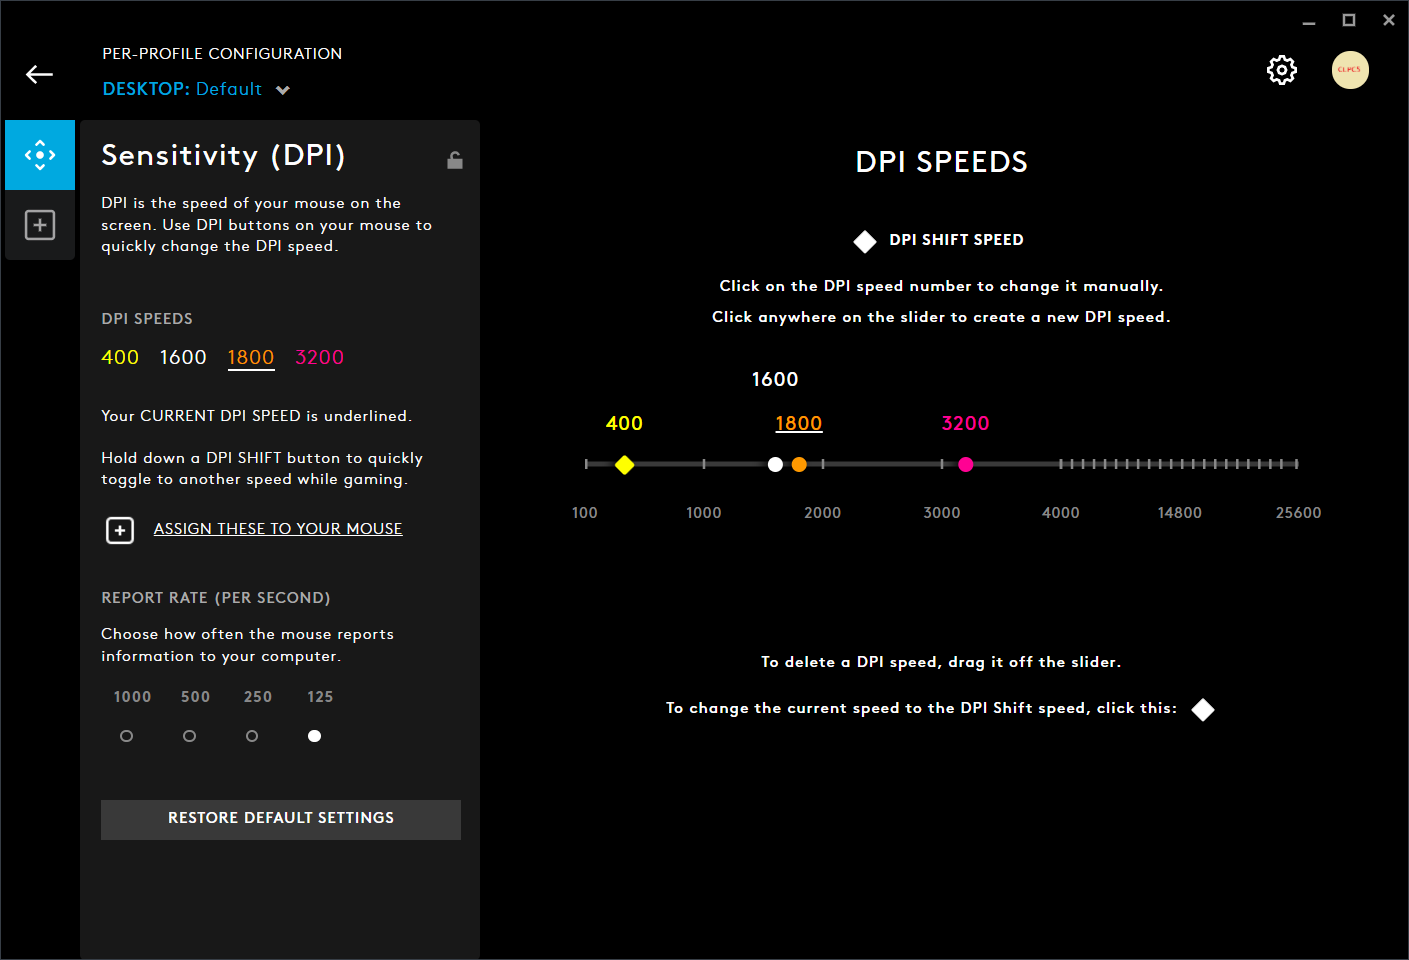 PER-PROFILE CONFIGURATION
DESKTOP: Default
CLPCS
Sensitivity (DPI)
DPI is the speed of your mouse on the
screen. Use DPI buttons on your mouse to
quickly change the DPI speed.
DPI SPEEDS
400 1600 1800 3200
Your CURRENT DPI SPEED is underlined.
Hold down a DPI SHIFT button to quickly
toggle to another speed while gaming.
ASSIGN THESE TO YOUR MOUSE
REPORT RATE (PER SECOND)
Choose how often the mouse reports
information to your computer.
1000 500 250 125
RESTORE DEFAULT SETTINGS
DPI SPEEDS
DPI SHIFT SPEED
Click on the DPI speed number to change it manually.
Click anywhere on the slider to create a new DPI speed.
1600
400 1800 3200
100 1000 2000 3000 4000 14800 25600
To delete a DPI speed, drag it off the slider.
To change the current speed to the DPI Shift speed, click this: